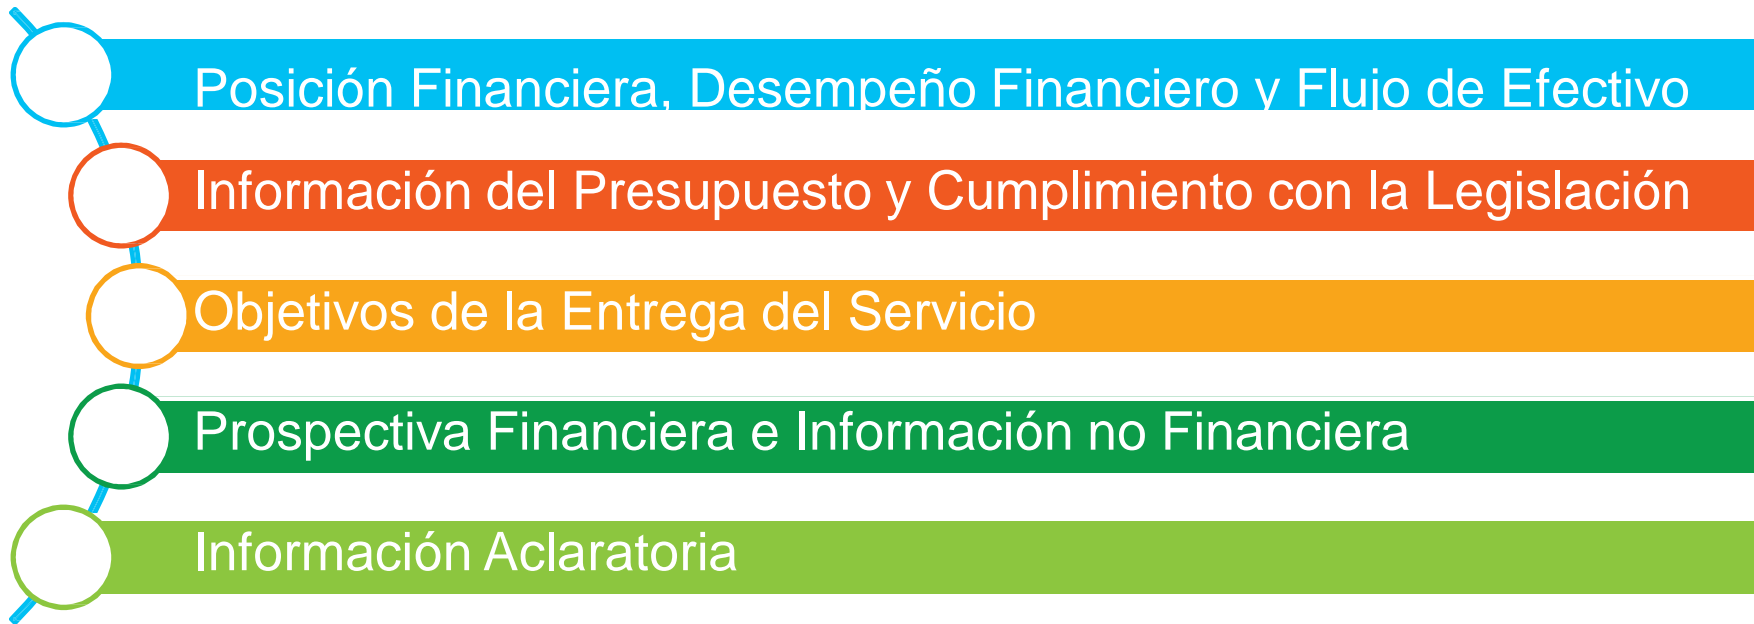 Posición Financiera, Desempeño Financiero y Flujo de Efectivo
Información del Presupuesto y Cumplimiento con la Legislación
Objetivos de la Entrega del Servicio
Prospectiva Financiera e Información no Financiera
Información Aclaratoria